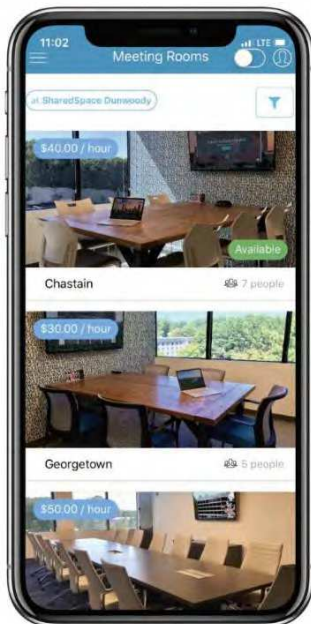 11:02
LTE
Meeting Rooms
at SharedSpace Dunwoody
$40.00 / hour
Available
Chastain
7 people
$30.00 / hour
Georgetown
5 people
$50.00 / hour